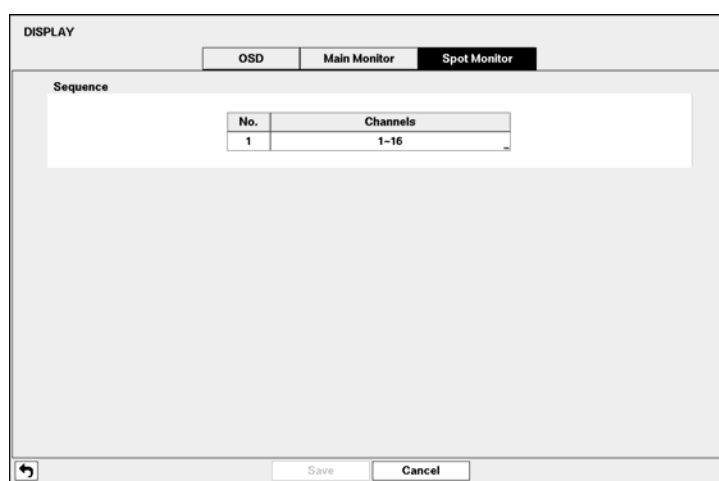 DISPLAY
OSD Main Monitor Spot Monitor
Sequence
No. Channels
1 1~16 ...
Save Cancel